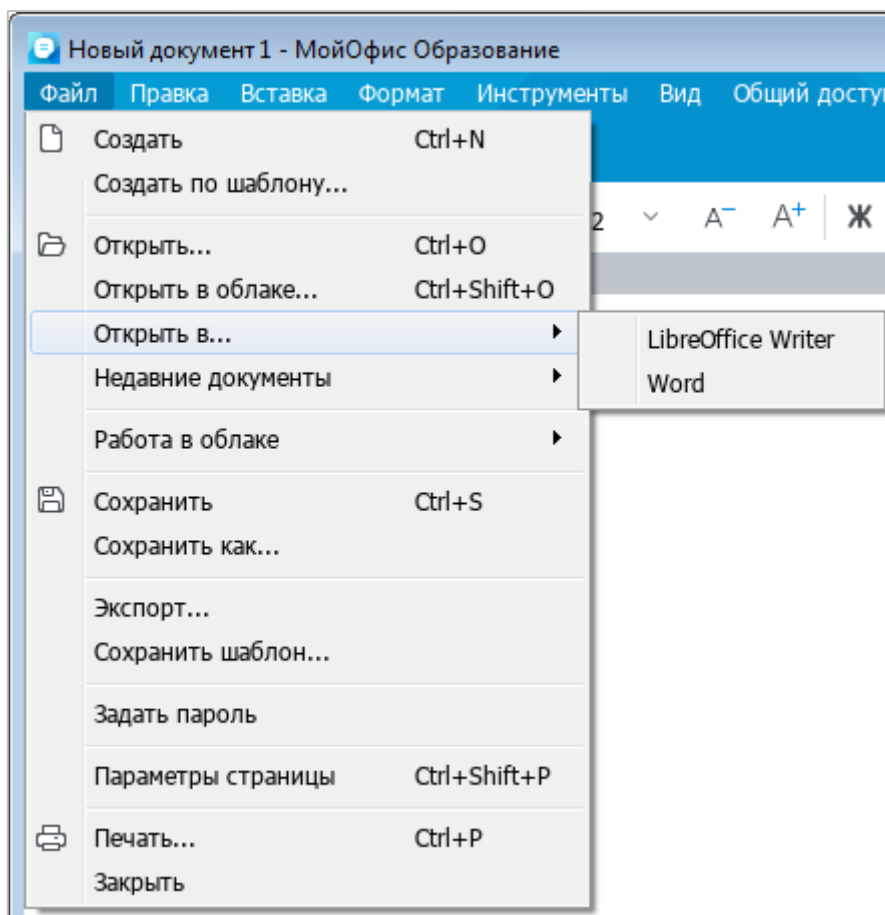 Новый документ 1 - МойОфис Образование
Файл Правка Вставка Формат Инструменты Вид Общий
Создать Ctrl+N
Создать по шаблону...
2 A− A+ Ж
Открыть... Ctrl+O
Открыть в облаке... Ctrl+Shift+O
Открыть в...
LibreOffice Writer
Недавние документы
Word
Работа в облаке
Сохранить Ctrl+S
Сохранить как...
Экспорт...
Сохранить шаблон...
Задать пароль
Параметры страницы Ctrl+Shift+P
Печать... Ctrl+P
Закрыть